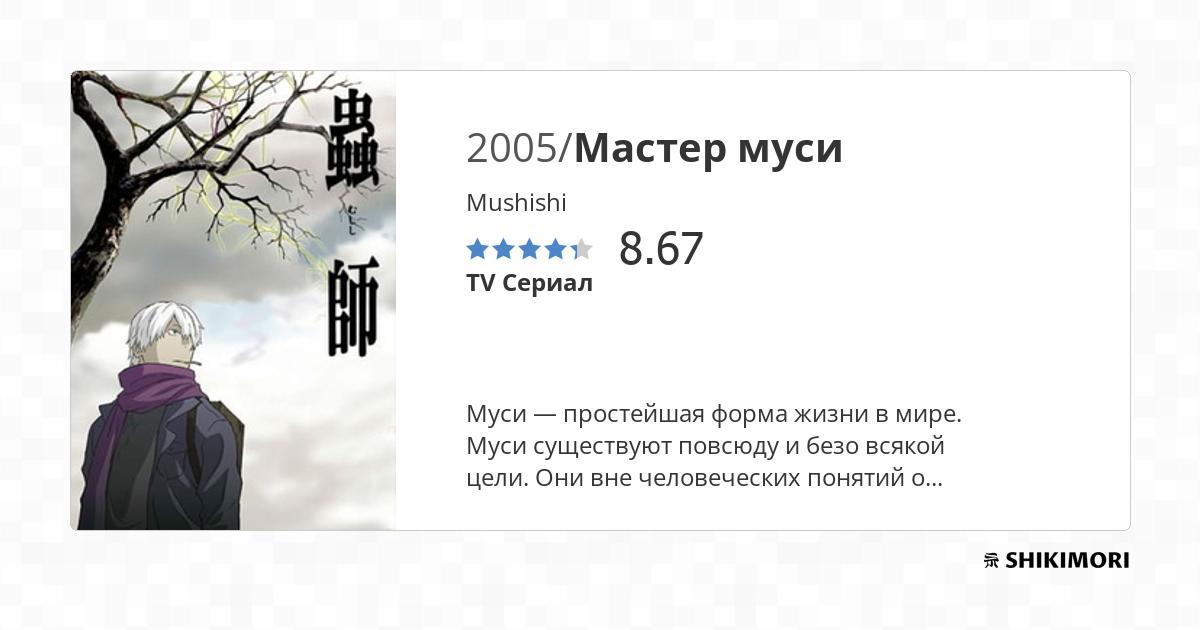 蟲師
むしし
2005/Мастер муси
Mushishi
8.67
TV Сериал
Муси — простейшая форма жизни в мире.
Муси существуют повсюду и безо всякой
цели. Они вне человеческих понятий о...
SHIKIMORI